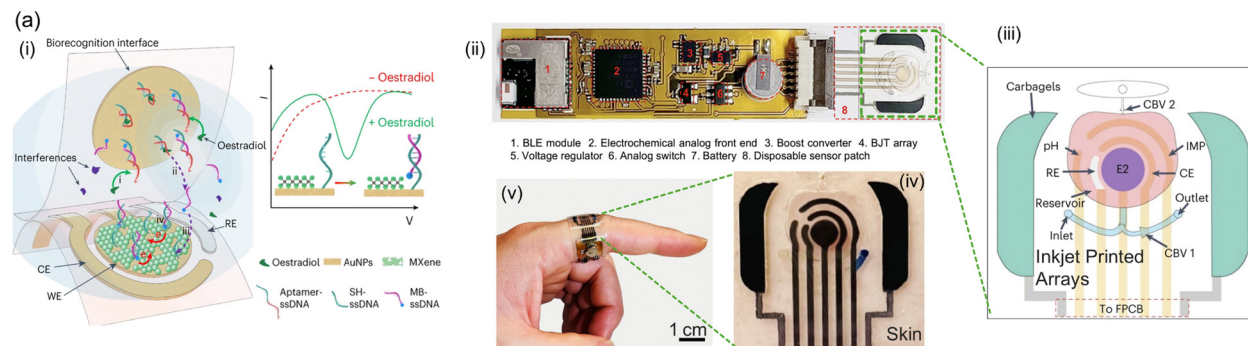 (a)
(i)
Biorecognition interface
Interferences
Oestradiol
i
ii
iii
iv
e
e
RE
CE
WE
I
− Oestradiol
+ Oestradiol
V
Oestradiol
AuNPs
MXene
Aptamer-
ssDNA
SH-
ssDNA
MB-
ssDNA
(ii)
1
2
3
4
5
6
7
8
1. BLE module 2. Electrochemical analog front end 3. Boost converter 4. BJT array
5. Voltage regulator 6. Analog switch 7. Battery 8. Disposable sensor patch
(iii)
Carbagels
CBV 2
pH
IMP
RE
E2
CE
Reservoir
Outlet
Inlet
CBV 1
Inkjet Printed
Arrays
To FPCB
(v)
1 cm
(iv)
Skin